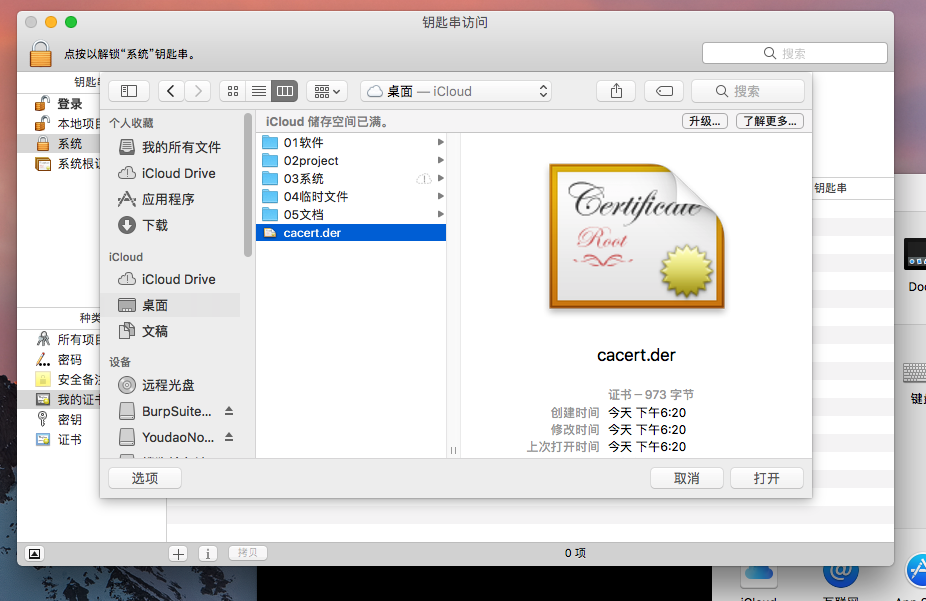 钥匙串访问
点按以解锁“系统”钥匙串。
搜索
钥匙串
登录
本地项目
系统
系统根证
桌面 — iCloud
搜索
个人收藏
我的所有文件
iCloud Drive
应用程序
下载
iCloud
iCloud Drive
桌面
文稿
设备
远程光盘
BurpSuite...
YoudaoNo...
iCloud 储存空间已满。
升级...
了解更多...
01软件
02project
03系统
04临时文件
05文档
cacert.der
Certificate
Root
cacert.der
证书 – 973 字节
创建时间 今天 下午6:20
修改时间 今天 下午6:20
上次打开时间 今天 下午6:20
选项
取消
打开
钥匙串
种类
所有项目
密码
安全备注
我的证书
密钥
证书
拷贝
0 项
Doc
键盘
iCloud
互联网
App S